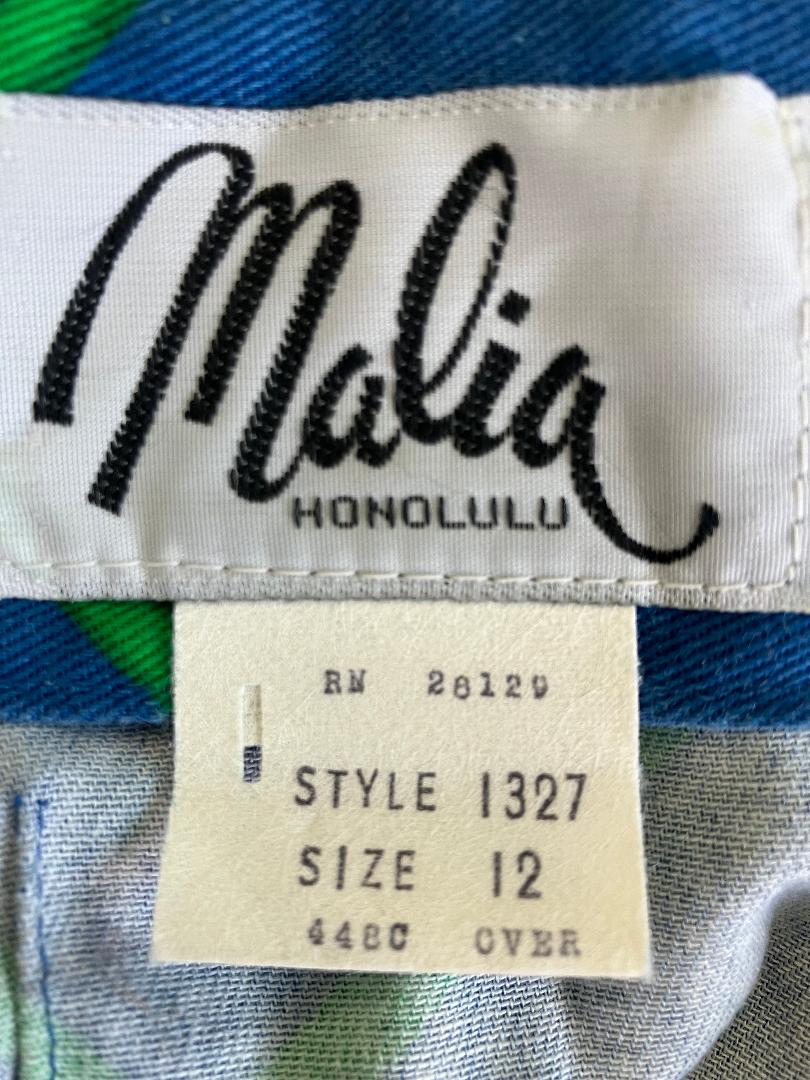 Malia
HONOLULU
RN 28129
STYLE 1327
SIZE 12
448C OVER